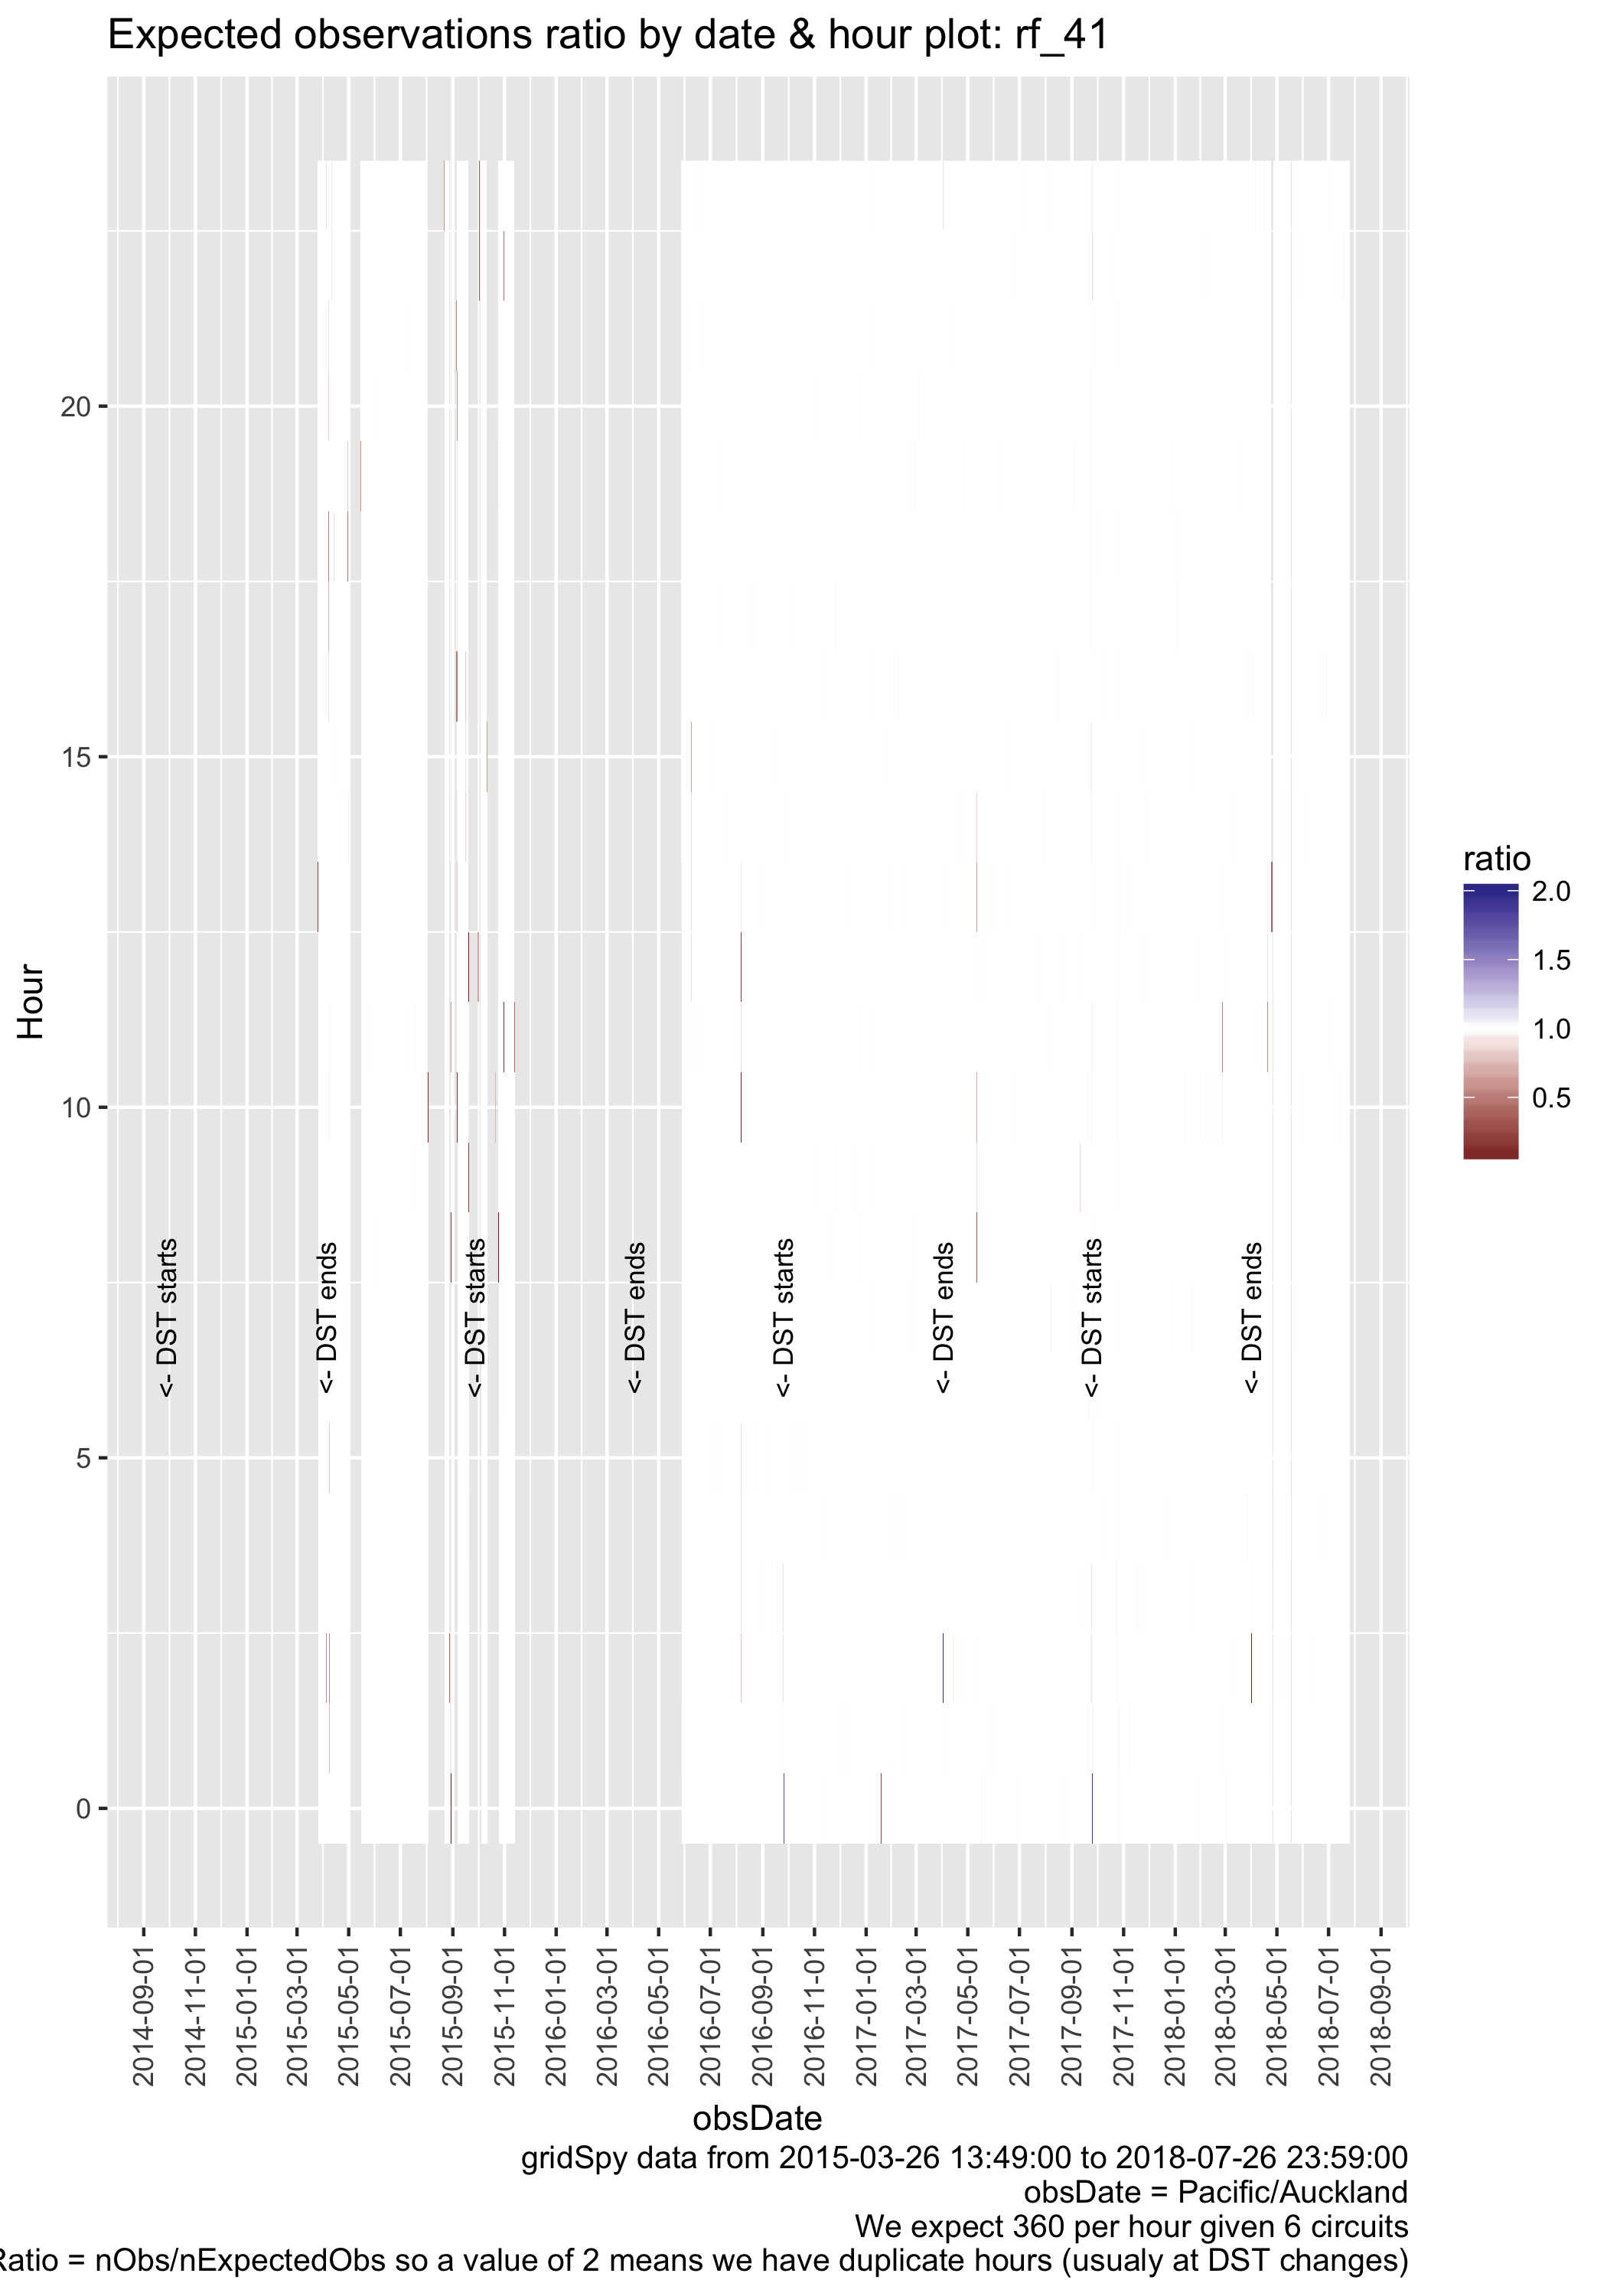 Expected observations ratio by date & hour plot: rf_41
Hour
20
15
10
5
0
<- DST starts
<- DST ends
<- DST starts
<- DST ends
<- DST starts
<- DST ends
<- DST starts
<- DST ends
ratio
2.0
1.5
1.0
0.5
2014-09-01
2014-11-01
2015-01-01
2015-03-01
2015-05-01
2015-07-01
2015-09-01
2015-11-01
2016-01-01
2016-03-01
2016-05-01
2016-07-01
2016-09-01
2016-11-01
2017-01-01
2017-03-01
2017-05-01
2017-07-01
2017-09-01
2017-11-01
2018-01-01
2018-03-01
2018-05-01
2018-07-01
2018-09-01
obsDate
gridSpy data from 2015-03-26 13:49:00 to 2018-07-26 23:59:00
obsDate = Pacific/Auckland
We expect 360 per hour given 6 circuits
Ratio = nObs/nExpectedObs so a value of 2 means we have duplicate hours (usualy at DST changes)